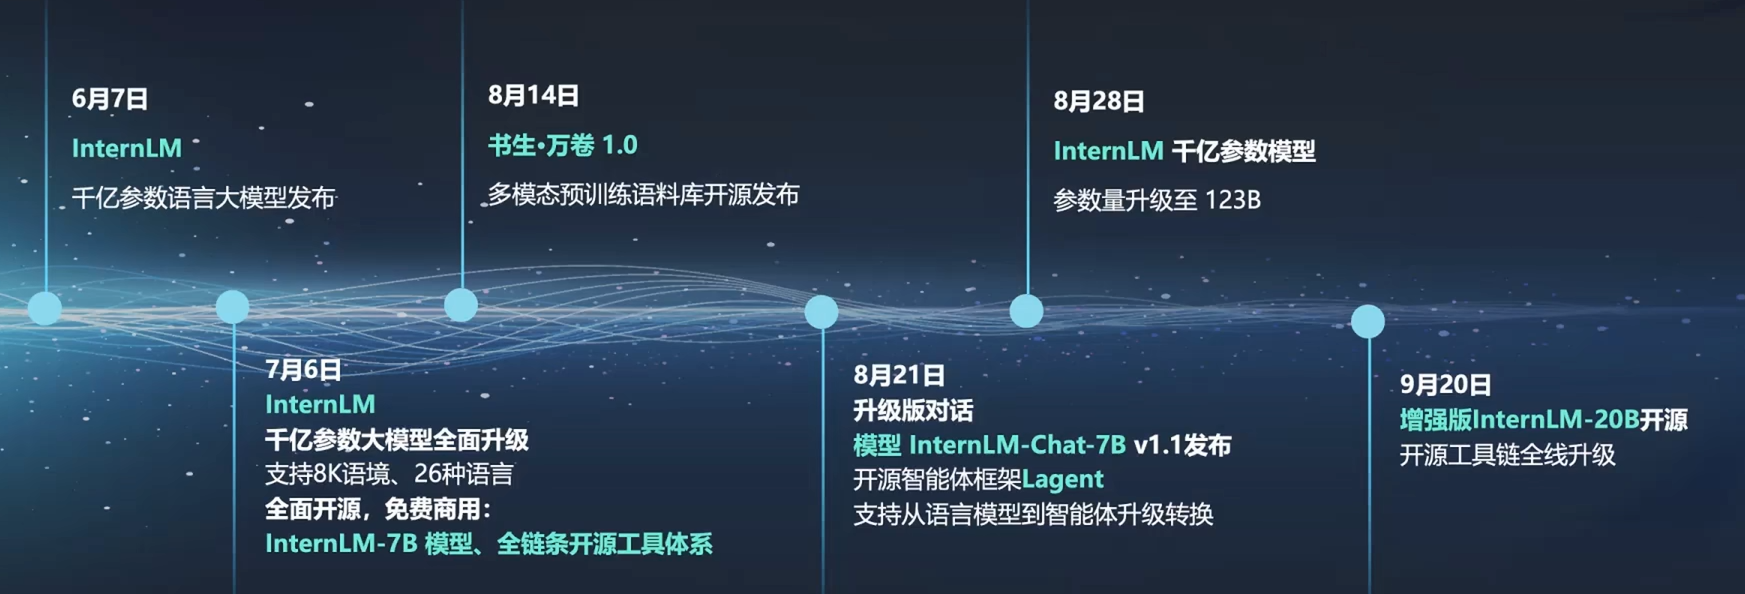 6月7日
InternLM
千亿参数语言大模型发布
7月6日
InternLM
千亿参数大模型全面升级
支持8K语境、26种语言
全面开源，免费商用：
InternLM-7B 模型、全链条开源工具体系
8月14日
书生·万卷 1.0
多模态预训练语料库开源发布
8月21日
升级版对话
模型 InternLM-Chat-7B v1.1发布
开源智能体框架Lagent
支持从语言模型到智能体升级转换
8月28日
InternLM 千亿参数模型
参数量升级至 123B
9月20日
增强版InternLM-20B开源
开源工具链全线升级